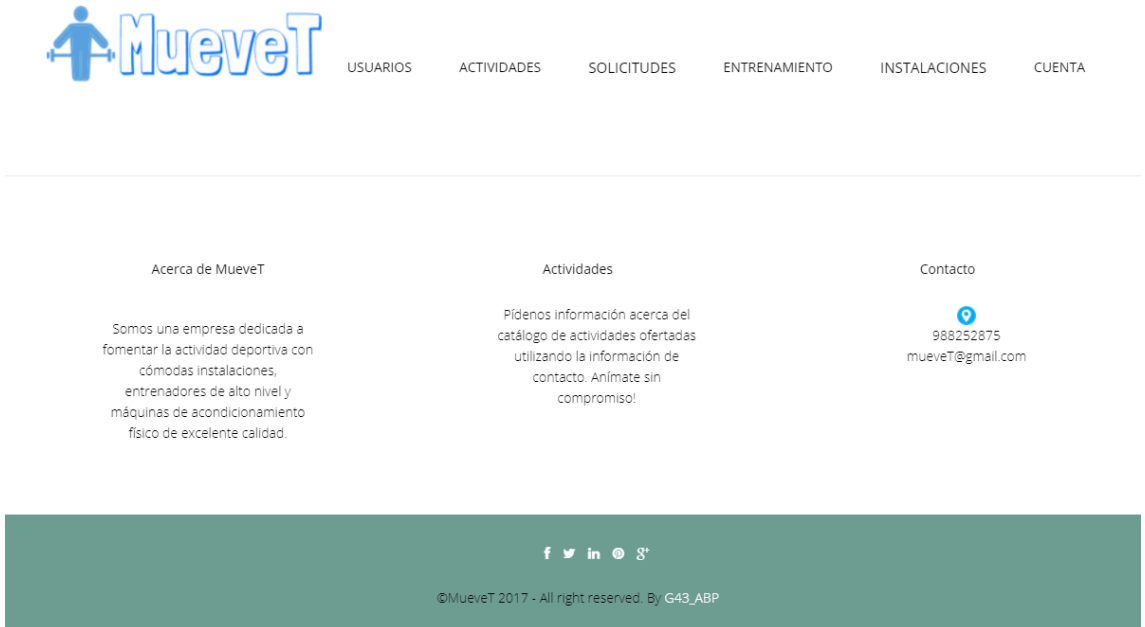 MueveT
USUARIOS ACTIVIDADES SOLICITUDES ENTRENAMIENTO INSTALACIONES CUENTA
Acerca de MueveT
Somos una empresa dedicada a
fomentar la actividad deportiva con
cómodas instalaciones,
entrenadores de alto nivel y
máquinas de acondicionamiento
físico de excelente calidad.
Actividades
Pídenos información acerca del
catálogo de actividades ofertadas
utilizando la información de
contacto. Anímate sin
compromiso!
Contacto
988252875
mueveT@gmail.com
©MueveT 2017 - All right reserved. By G43_ABP